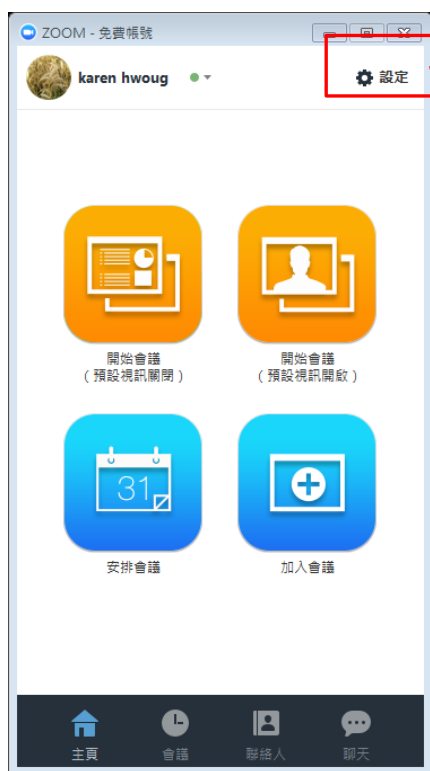 ZOOM - 免費帳號
karen hwoug
設定
開始會議
（預設視訊關閉）
開始會議
（預設視訊開啟）
31
安排會議
加入會議
主頁
會議
聯絡人
聊天